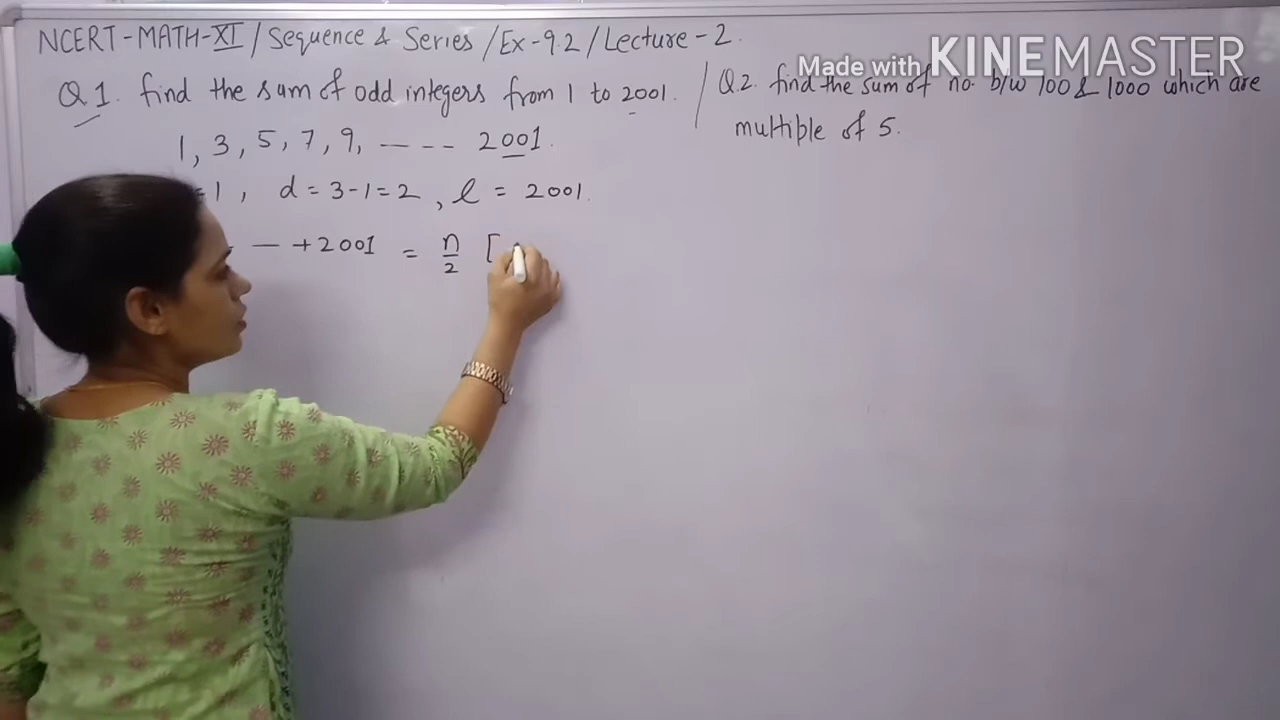 NCERT-MATH-XI / Sequence & Series / Ex-9.2 / Lecture-2.
Made with KINEMASTER
Q 1. find the sum of odd integers from 1 to 2001.
1, 3, 5, 7, 9, ---- 2001.
=1, d = 3-1=2, l = 2001.
- — +2001 = n/2 [
Q.2. find the sum of no. b/w 100 & 1000 which are
multiple of 5.